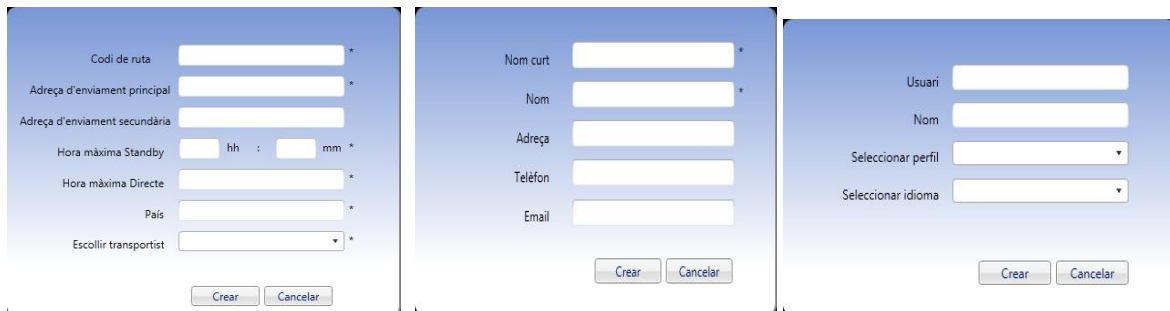 Codi de ruta *
Adreça d'enviament principal *
Adreça d'enviament secundària
Hora màxima Standby hh : mm *
Hora màxima Directe *
País *
Escollir transportist *
Crear Cancelar
Nom curt *
Nom *
Adreça
Telèfon
Email
Crear Cancelar
Usuari
Nom
Seleccionar perfil
Seleccionar idioma
Crear Cancelar